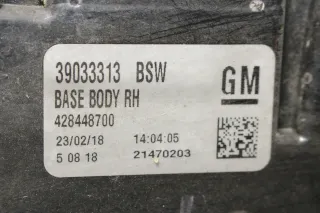 39033313 BSW
GM
BASE BODY RH
428448700
23/02/18 14:04:05
5 08 18 21470203